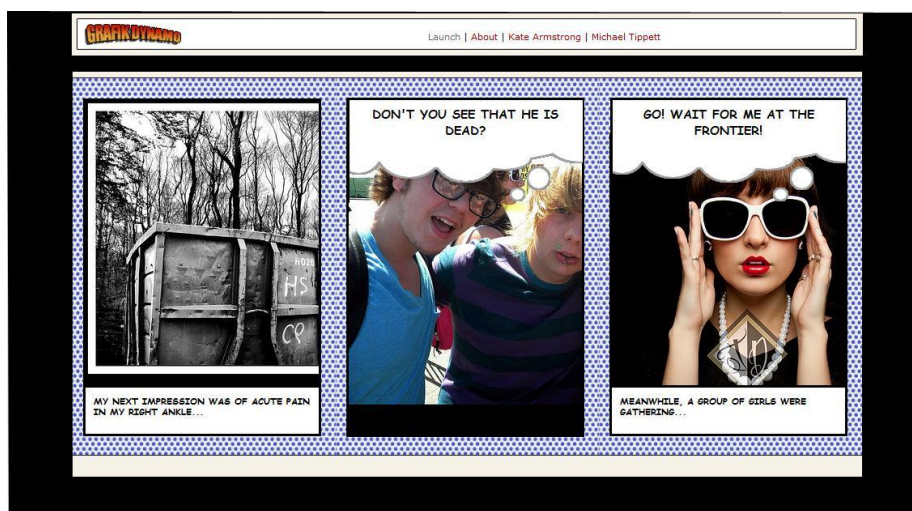 GRAFIK DYNAMO
Launch | About | Kate Armstrong | Michael Tippett
HO20
HS
CP
MY NEXT IMPRESSION WAS OF ACUTE PAIN
IN MY RIGHT ANKLE...
DON'T YOU SEE THAT HE IS
DEAD?
GO! WAIT FOR ME AT THE
FRONTIER!
MEANWHILE, A GROUP OF GIRLS WERE
GATHERING...